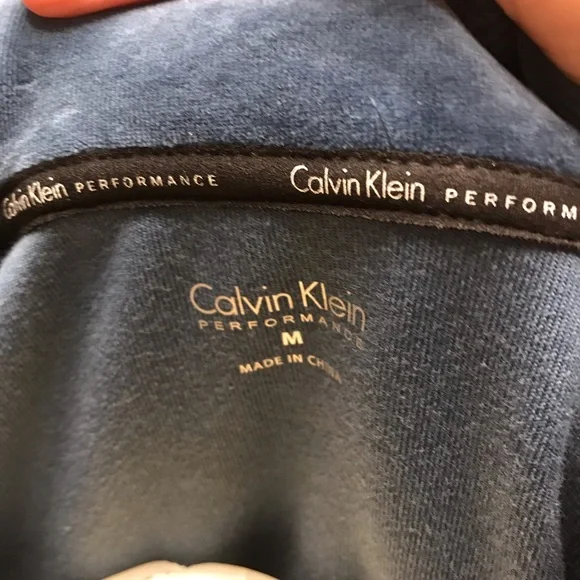 Calvin Klein PERFORMANCE Calvin Klein PERFORM
Calvin Klein
PERFORMANCE
M
MADE IN CHINA